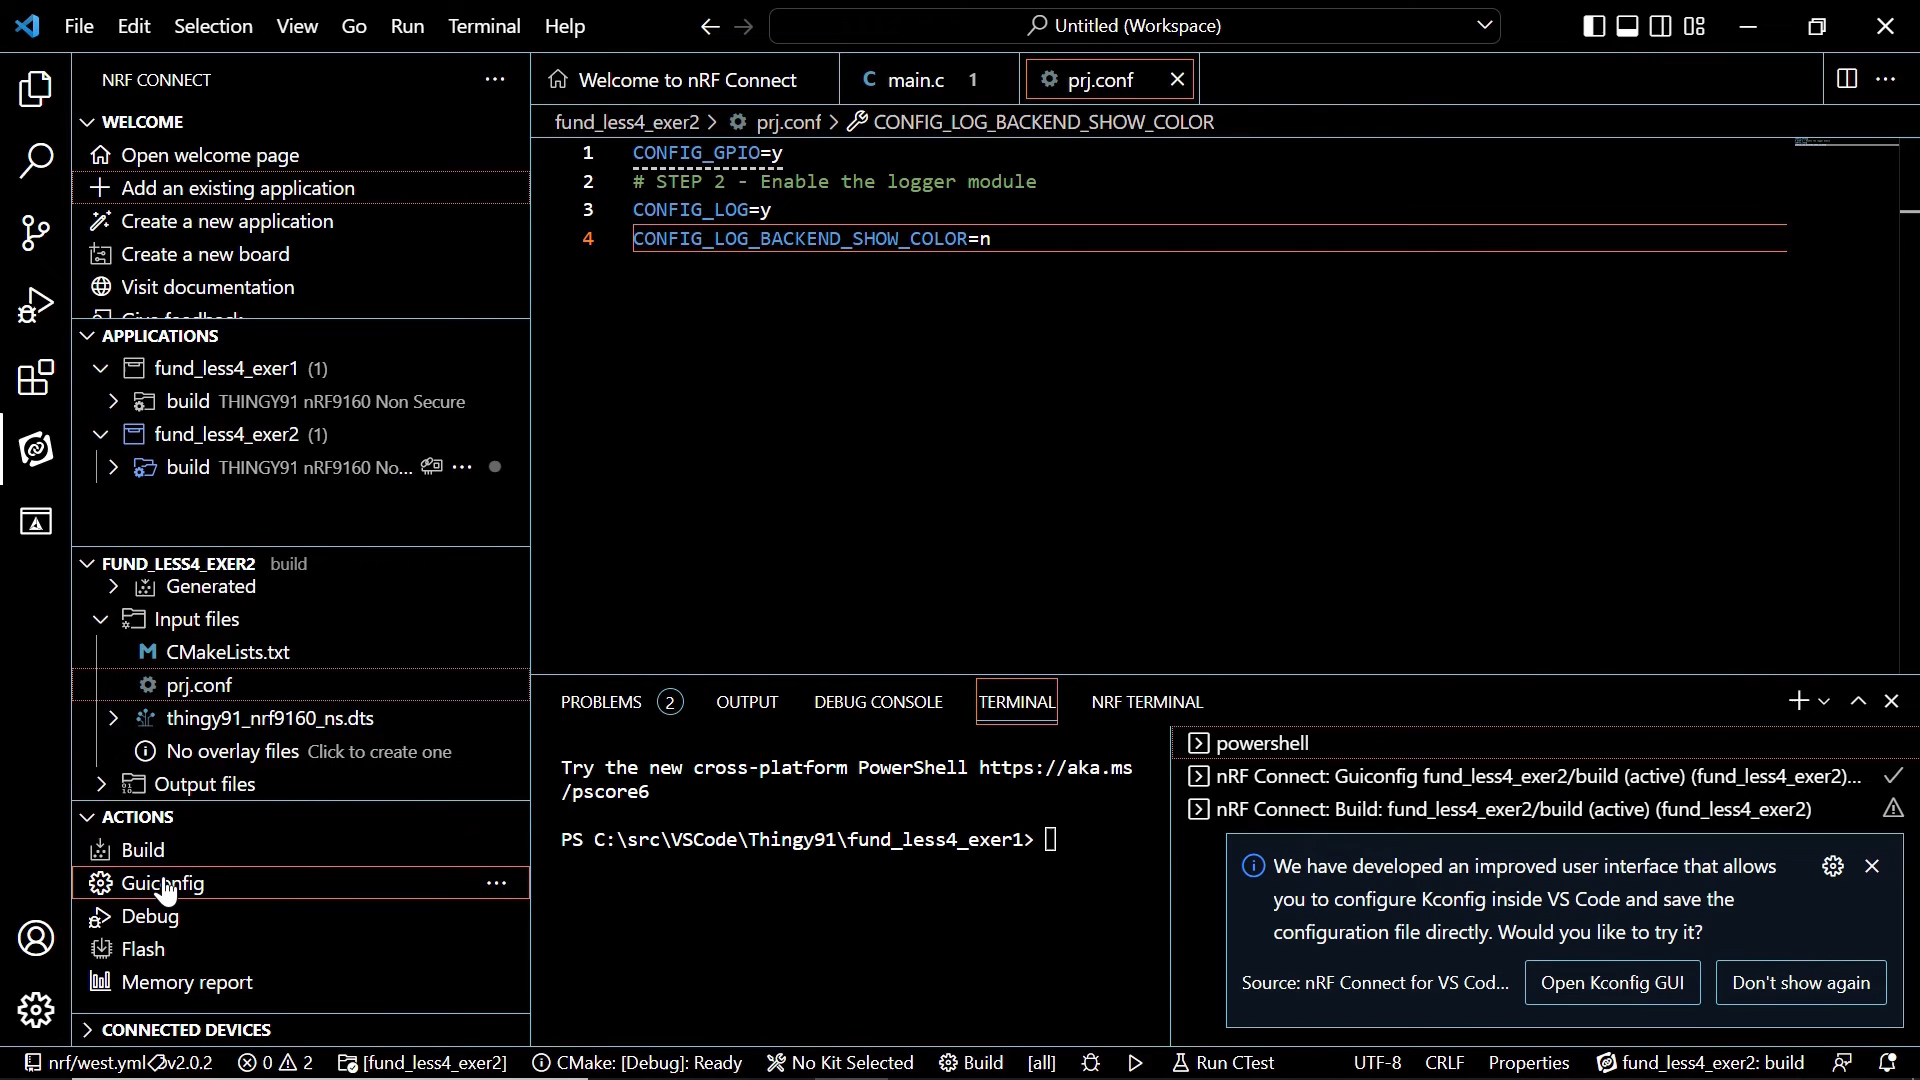 File Edit Selection View Go Run Terminal Help
Untitled (Workspace)
NRF CONNECT
WELCOME
Open welcome page
Add an existing application
Create a new application
Create a new board
Visit documentation
APPLICATIONS
fund_less4_exer1 (1)
build THINGY91 nRF9160 Non Secure
fund_less4_exer2 (1)
build THINGY91 nRF9160 No...
FUND_LESS4_EXER2 build
Generated
Input files
CMakeLists.txt
prj.conf
thingy91_nrf9160_ns.dts
No overlay files Click to create one
Output files
ACTIONS
Build
Guiconfig
Debug
Flash
Memory report
CONNECTED DEVICES
Welcome to nRF Connect
C main.c 1
prj.conf
fund_less4_exer2 > prj.conf > CONFIG_LOG_BACKEND_SHOW_COLOR
1 CONFIG_GPIO=y
2 # STEP 2 - Enable the logger module
3 CONFIG_LOG=y
4 CONFIG_LOG_BACKEND_SHOW_COLOR=n
PROBLEMS 2 OUTPUT DEBUG CONSOLE TERMINAL NRF TERMINAL
Try the new cross-platform PowerShell https://aka.ms
/pscore6
PS C:\src\VSCode\Thingy91\fund_less4_exer1>
powershell
nRF Connect: Guiconfig fund_less4_exer2/build (active) (fund_less4_exer2)...
nRF Connect: Build: fund_less4_exer2/build (active) (fund_less4_exer2)
We have developed an improved user interface that allows
you to configure Kconfig inside VS Code and save the
configuration file directly. Would you like to try it?
Source: nRF Connect for VS Cod...
Open Kconfig GUI
Don't show again
nrf/west.yml v2.0.2 0 2 [fund_less4_exer2] CMake: [Debug]: Ready No Kit Selected Build [all] Run CTest UTF-8 CRLF Properties fund_less4_exer2: build